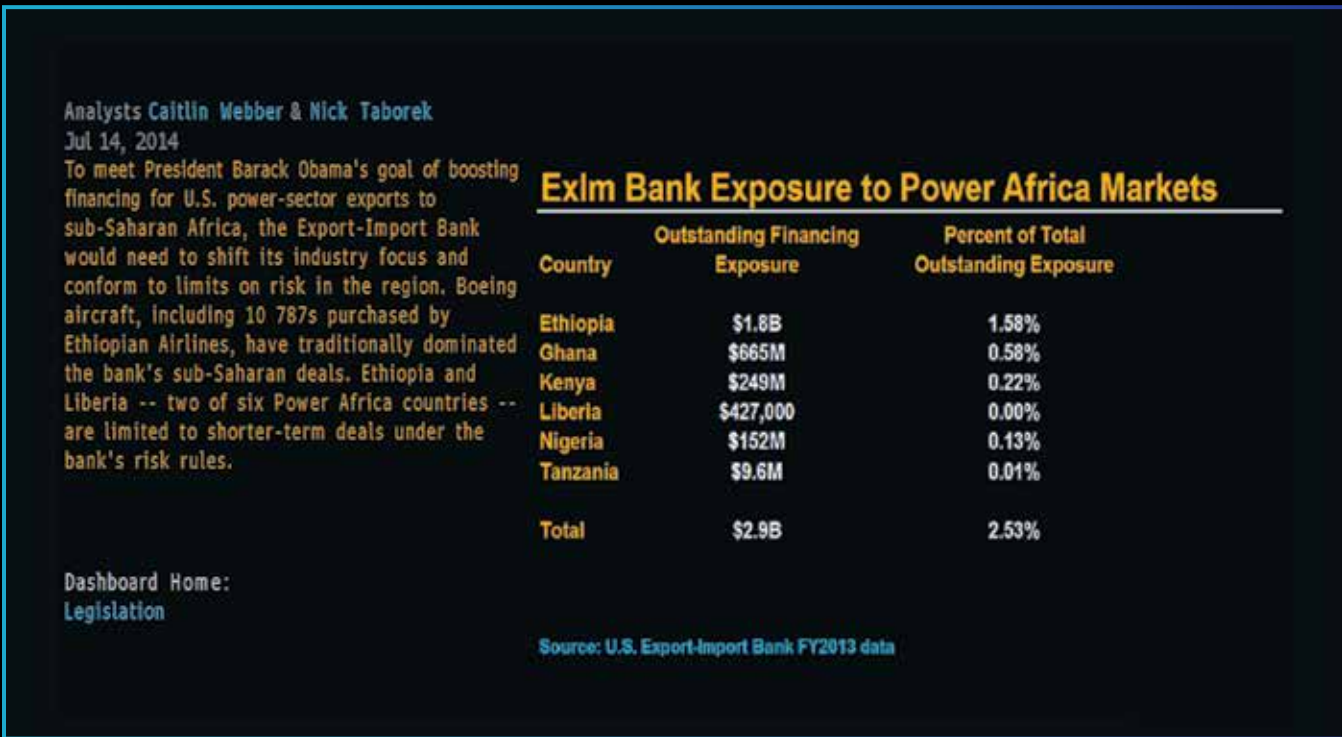 Analysts Caitlin Webber & Nick Taborek
Jul 14, 2014
To meet President Barack Obama's goal of boosting
financing for U.S. power-sector exports to
sub-Saharan Africa, the Export-Import Bank
would need to shift its industry focus and
conform to limits on risk in the region. Boeing
aircraft, including 10 787s purchased by
Ethiopian Airlines, have traditionally dominated
the bank's sub-Saharan deals. Ethiopia and
Liberia -- two of six Power Africa countries --
are limited to shorter-term deals under the
bank's risk rules.
Dashboard Home:
Legislation
ExIm Bank Exposure to Power Africa Markets
Outstanding Financing Percent of Total
Country Exposure Outstanding Exposure
Ethiopia $1.8B 1.58%
Ghana $665M 0.58%
Kenya $249M 0.22%
Liberia $427,000 0.00%
Nigeria $152M 0.13%
Tanzania $9.6M 0.01%
Total $2.9B 2.53%
Source: U.S. Export-Import Bank FY2013 data